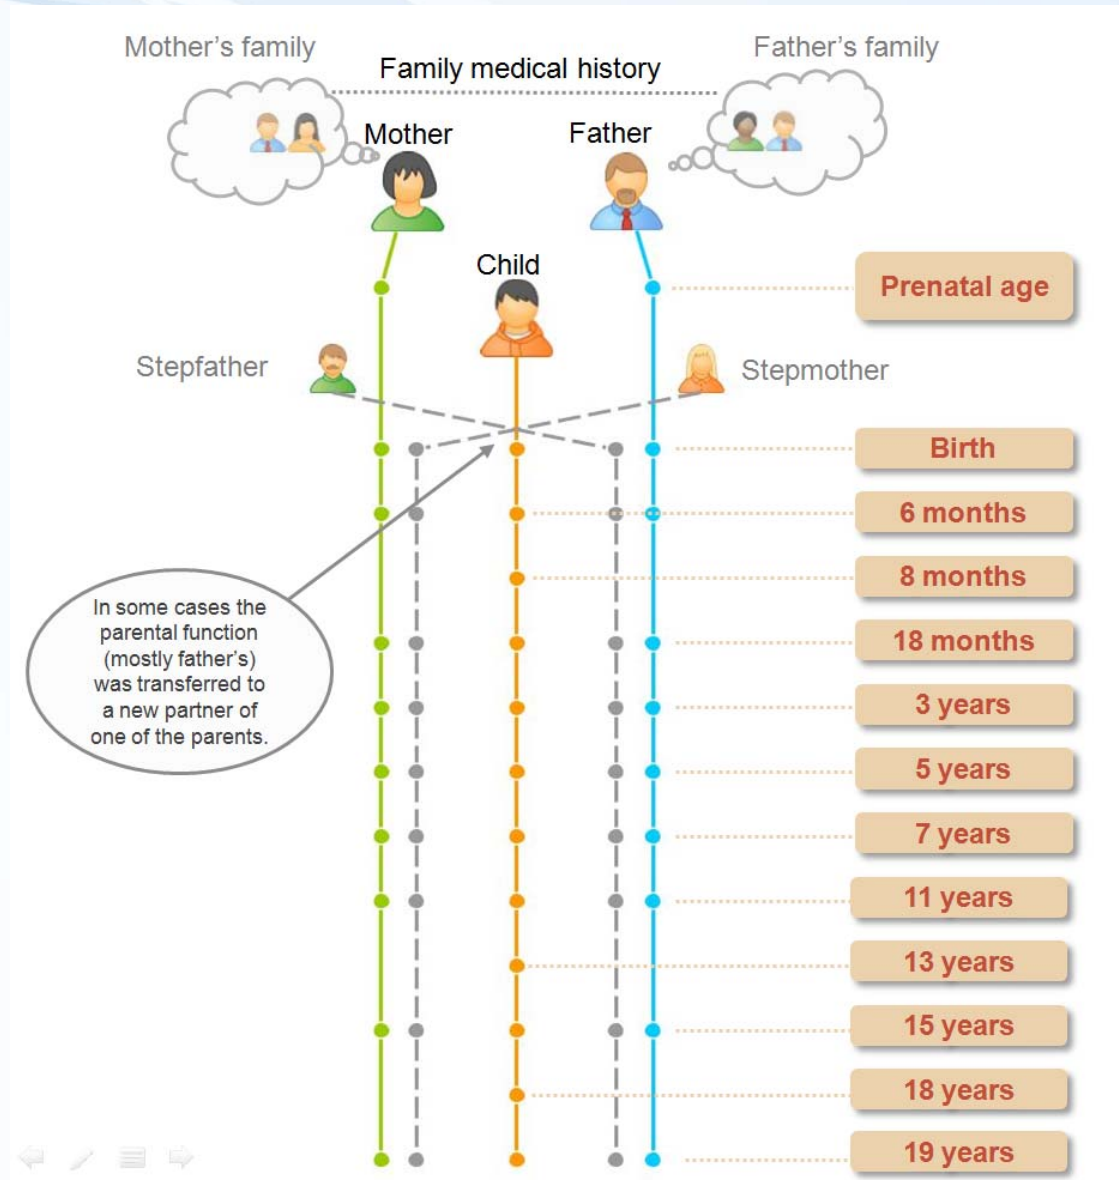 Mother's family
Father's family
Family medical history
Mother
Father
Child
Prenatal age
Stepfather
Stepmother
Birth
6 months
8 months
In some cases the
parental function
(mostly father's)
was transferred to
a new partner of
one of the parents.
18 months
3 years
5 years
7 years
11 years
13 years
15 years
18 years
19 years